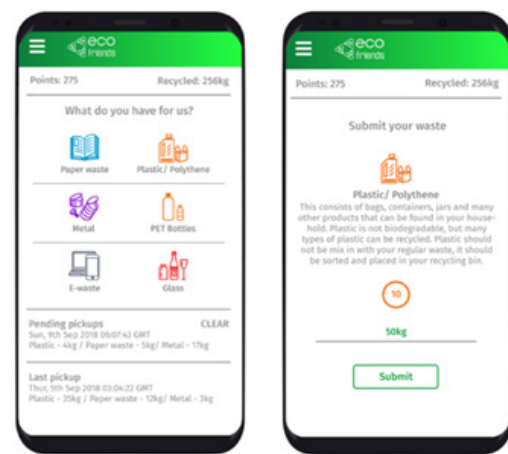 eco
friends
Points: 275 Recycled: 256kg
What do you have for us?
Paper waste Plastic/ Polythene
Metal PET Bottles
E-waste Glass
Pending pickups CLEAR
Sun, 9th Sep 2018 06:07:43 GMT
Plastic - 4kg / Paper waste - 5kg/ Metal - 17kg
Last pickup
Thur, 5th Sep 2018 03:04:22 GMT
Plastic - 35kg / Paper waste - 12kg/ Metal - 3kg
eco
friends
Points: 275 Recycled: 256kg
Submit your waste
Plastic/ Polythene
This consists of bags, containers, jars and many
other products that can be found in your house-
hold. Plastic is not biodegradable, but many
types of plastic can be recycled. Plastic should
not be mix in with your regular waste, it should
be sorted and placed in your recycling bin.
10
50kg
Submit